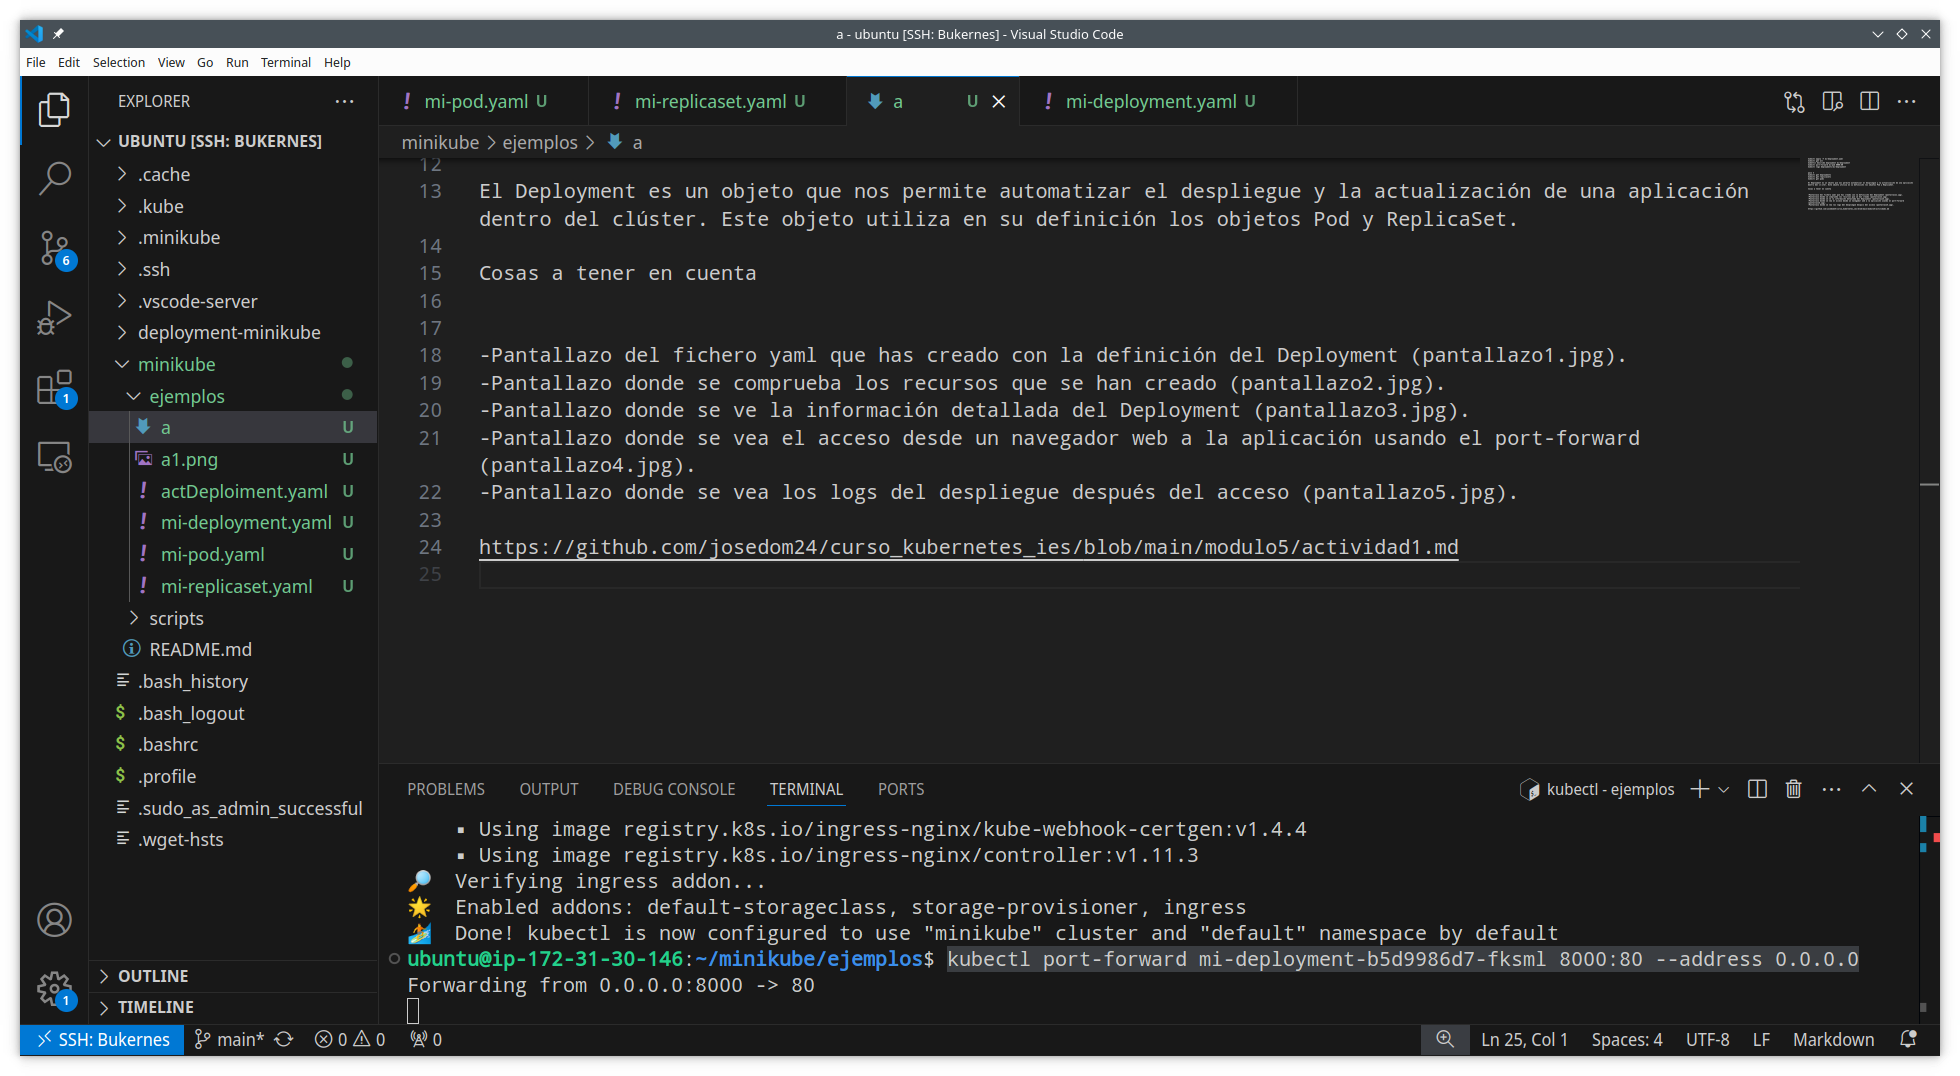 a - ubuntu [SSH: Bukernes] - Visual Studio Code
File Edit Selection View Go Run Terminal Help
EXPLORER
UBUNTU [SSH: BUKERNES]
.cache
.kube
.minikube
.ssh
.vscode-server
deployment-minikube
minikube
ejemplos
a U
a1.png U
actDeploiment.yaml U
mi-deployment.yaml U
mi-pod.yaml U
mi-replicaset.yaml U
scripts
README.md
.bash_history
.bash_logout
.bashrc
.profile
.sudo_as_admin_successful
.wget-hsts
OUTLINE
TIMELINE
6
1
1
mi-pod.yaml U mi-replicaset.yaml U a U mi-deployment.yaml U
minikube > ejemplos > a
12
13 El Deployment es un objeto que nos permite automatizar el despliegue y la actualización de una aplicación
dentro del clúster. Este objeto utiliza en su definición los objetos Pod y ReplicaSet.
14
15 Cosas a tener en cuenta
16
17
18 -Pantallazo del fichero yaml que has creado con la definición del Deployment (pantallazo1.jpg).
19 -Pantallazo donde se comprueba los recursos que se han creado (pantallazo2.jpg).
20 -Pantallazo donde se ve la información detallada del Deployment (pantallazo3.jpg).
21 -Pantallazo donde se vea el acceso desde un navegador web a la aplicación usando el port-forward
(pantallazo4.jpg).
22 -Pantallazo donde se vea los logs del despliegue después del acceso (pantallazo5.jpg).
23
24 https://github.com/josedom24/curso_kubernetes_ies/blob/main/modulo5/actividad1.md
25
PROBLEMS OUTPUT DEBUG CONSOLE TERMINAL PORTS
kubectl - ejemplos
▪ Using image registry.k8s.io/ingress-nginx/kube-webhook-certgen:v1.4.4
▪ Using image registry.k8s.io/ingress-nginx/controller:v1.11.3
🔎 Verifying ingress addon...
🌟 Enabled addons: default-storageclass, storage-provisioner, ingress
🏄 Done! kubectl is now configured to use "minikube" cluster and "default" namespace by default
ubuntu@ip-172-31-30-146:~/minikube/ejemplos$ kubectl port-forward mi-deployment-b5d9986d7-fksml 8000:80 --address 0.0.0.0
Forwarding from 0.0.0.0:8000 -> 80
SSH: Bukernes main* 0 0 0
Ln 25, Col 1 Spaces: 4 UTF-8 LF Markdown